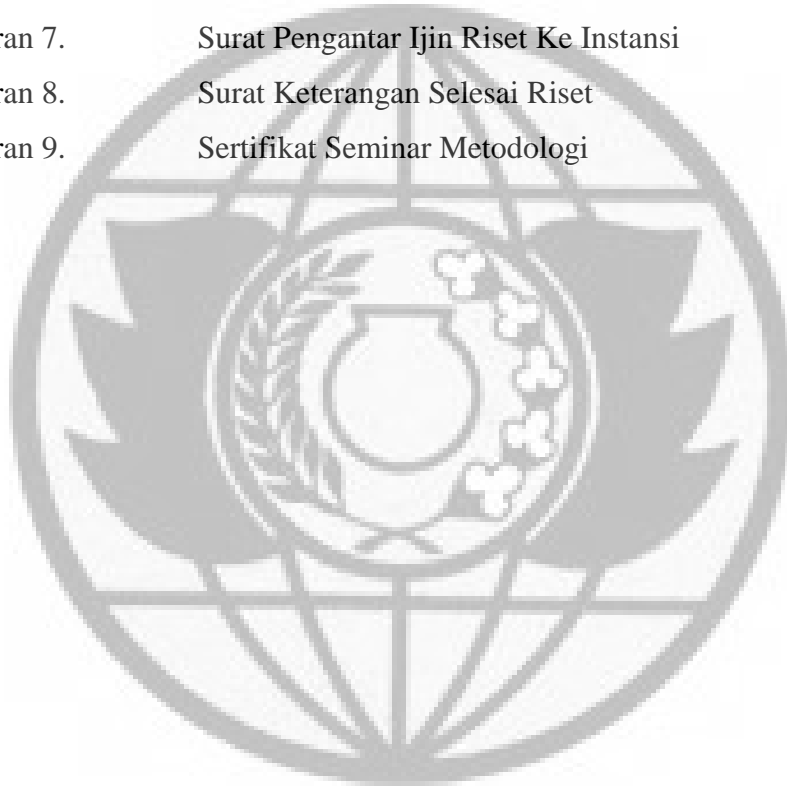 ran 7. Surat Pengantar Ijin Riset Ke Instansi
ran 8. Surat Keterangan Selesai Riset
ran 9. Sertifikat Seminar Metodologi